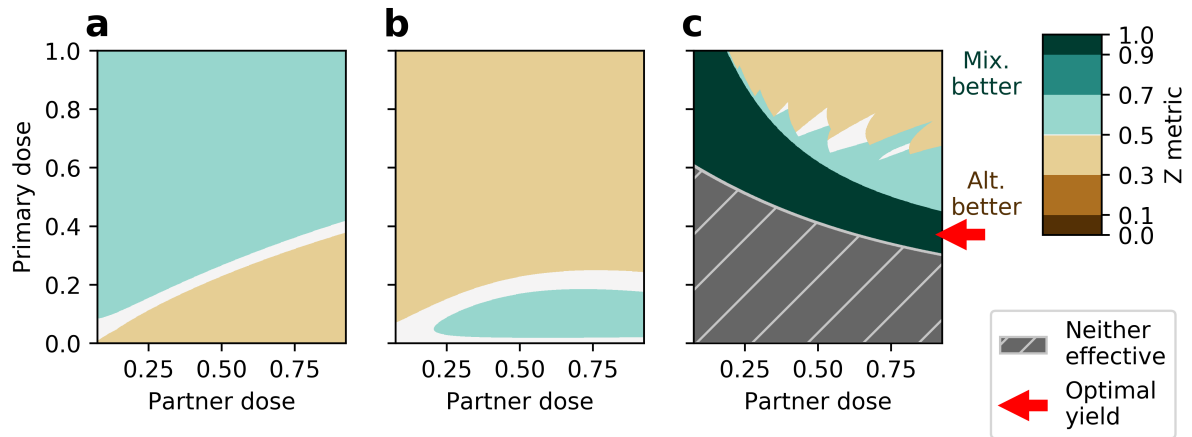 a
b
c
1.0
0.8
0.6
0.4
0.2
0.0
Primary dose
0.25 0.50 0.75
Partner dose
0.25 0.50 0.75
Partner dose
0.25 0.50 0.75
Partner dose
Mix.
better
Alt.
better
1.0
0.9
0.7
0.5
0.3
0.1
0.0
Z metric
Neither
effective
Optimal
yield